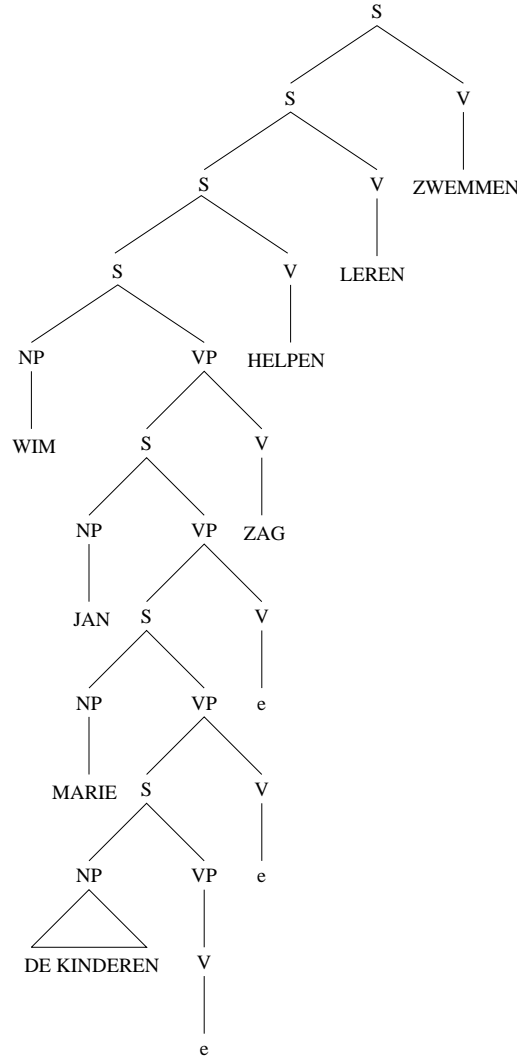 S
S V
S V ZWEMMEN
S V LEREN
NP VP HELPEN
WIM S V
NP VP ZAG
JAN S V
NP VP e
MARIE S V
NP VP e
DE KINDEREN V
e